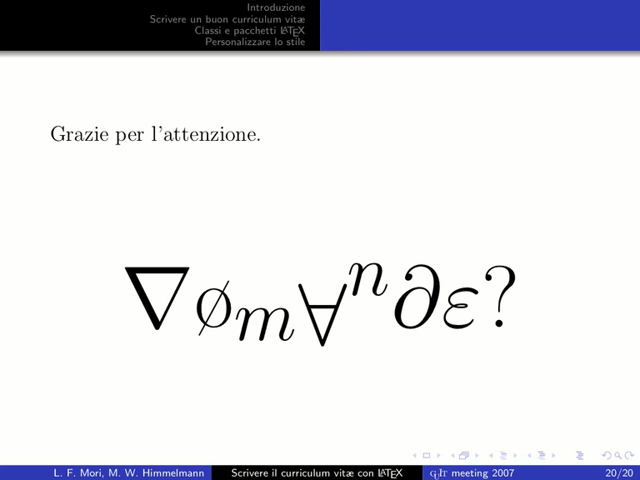 Introduzione
Scrivere un buon curriculum vitæ
Classi e pacchetti LATEX
Personalizzare lo stile
Grazie per l'attenzione.
∇∅m∀n∂ε?
L. F. Mori, M. W. Himmelmann
Scrivere il curriculum vitæ con LATEX
GuIT meeting 2007
20/20